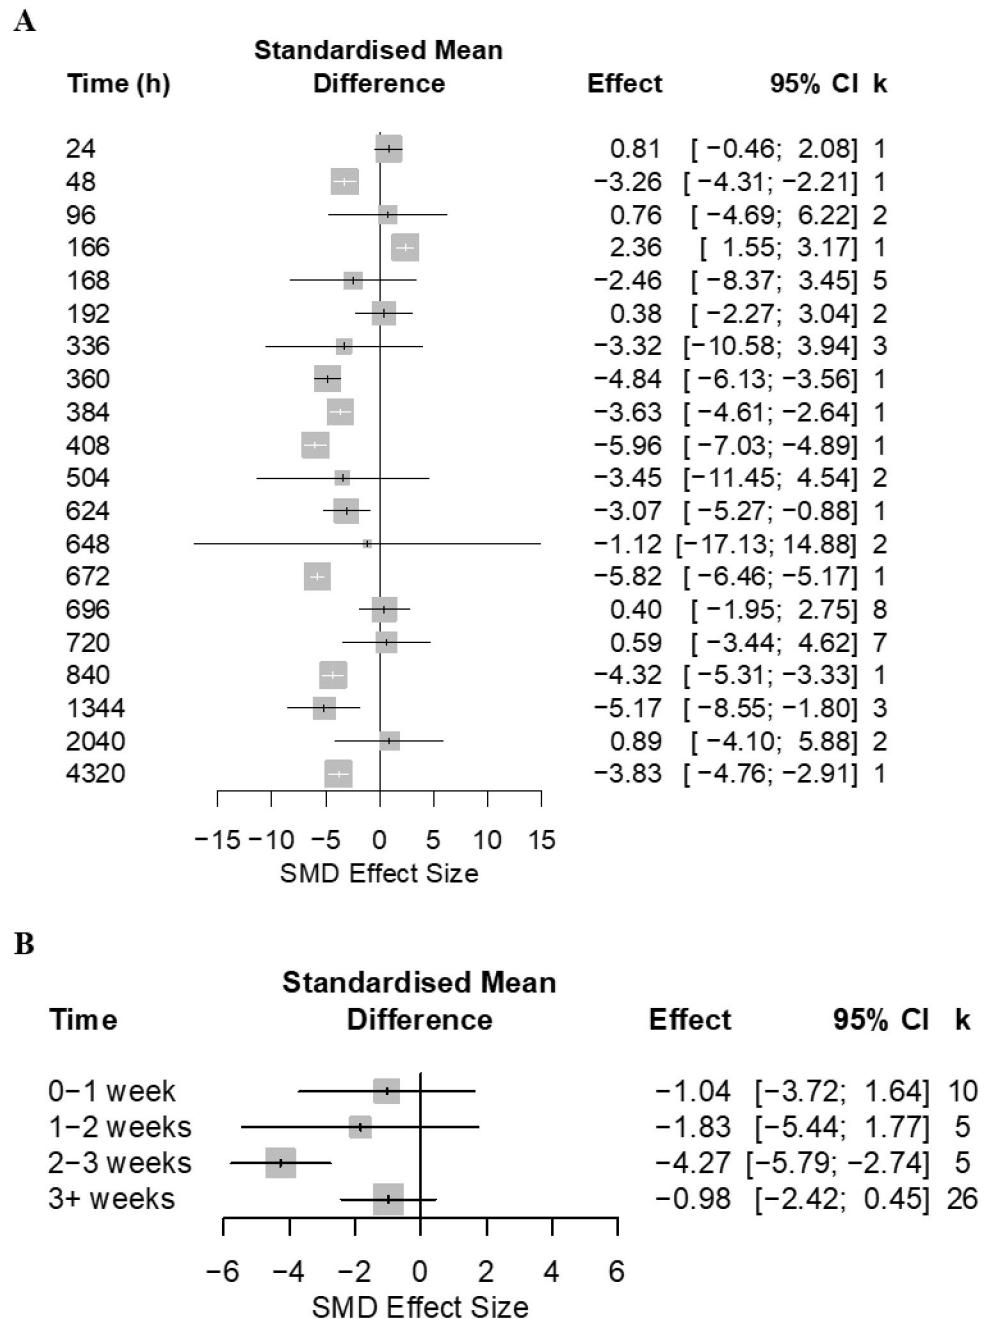 A
Standardised Mean
Time (h) Difference Effect 95% CI k
24 0.81 [ −0.46; 2.08] 1
48 −3.26 [ −4.31; −2.21] 1
96 0.76 [ −4.69; 6.22] 2
166 2.36 [ 1.55; 3.17] 1
168 −2.46 [ −8.37; 3.45] 5
192 0.38 [ −2.27; 3.04] 2
336 −3.32 [−10.58; 3.94] 3
360 −4.84 [ −6.13; −3.56] 1
384 −3.63 [ −4.61; −2.64] 1
408 −5.96 [ −7.03; −4.89] 1
504 −3.45 [−11.45; 4.54] 2
624 −3.07 [ −5.27; −0.88] 1
648 −1.12 [−17.13; 14.88] 2
672 −5.82 [ −6.46; −5.17] 1
696 0.40 [ −1.95; 2.75] 8
720 0.59 [ −3.44; 4.62] 7
840 −4.32 [ −5.31; −3.33] 1
1344 −5.17 [ −8.55; −1.80] 3
2040 0.89 [ −4.10; 5.88] 2
4320 −3.83 [ −4.76; −2.91] 1
−15 −10 −5 0 5 10 15
SMD Effect Size
B
Standardised Mean
Time Difference Effect 95% CI k
0−1 week −1.04 [−3.72; 1.64] 10
1−2 weeks −1.83 [−5.44; 1.77] 5
2−3 weeks −4.27 [−5.79; −2.74] 5
3+ weeks −0.98 [−2.42; 0.45] 26
−6 −4 −2 0 2 4 6
SMD Effect Size